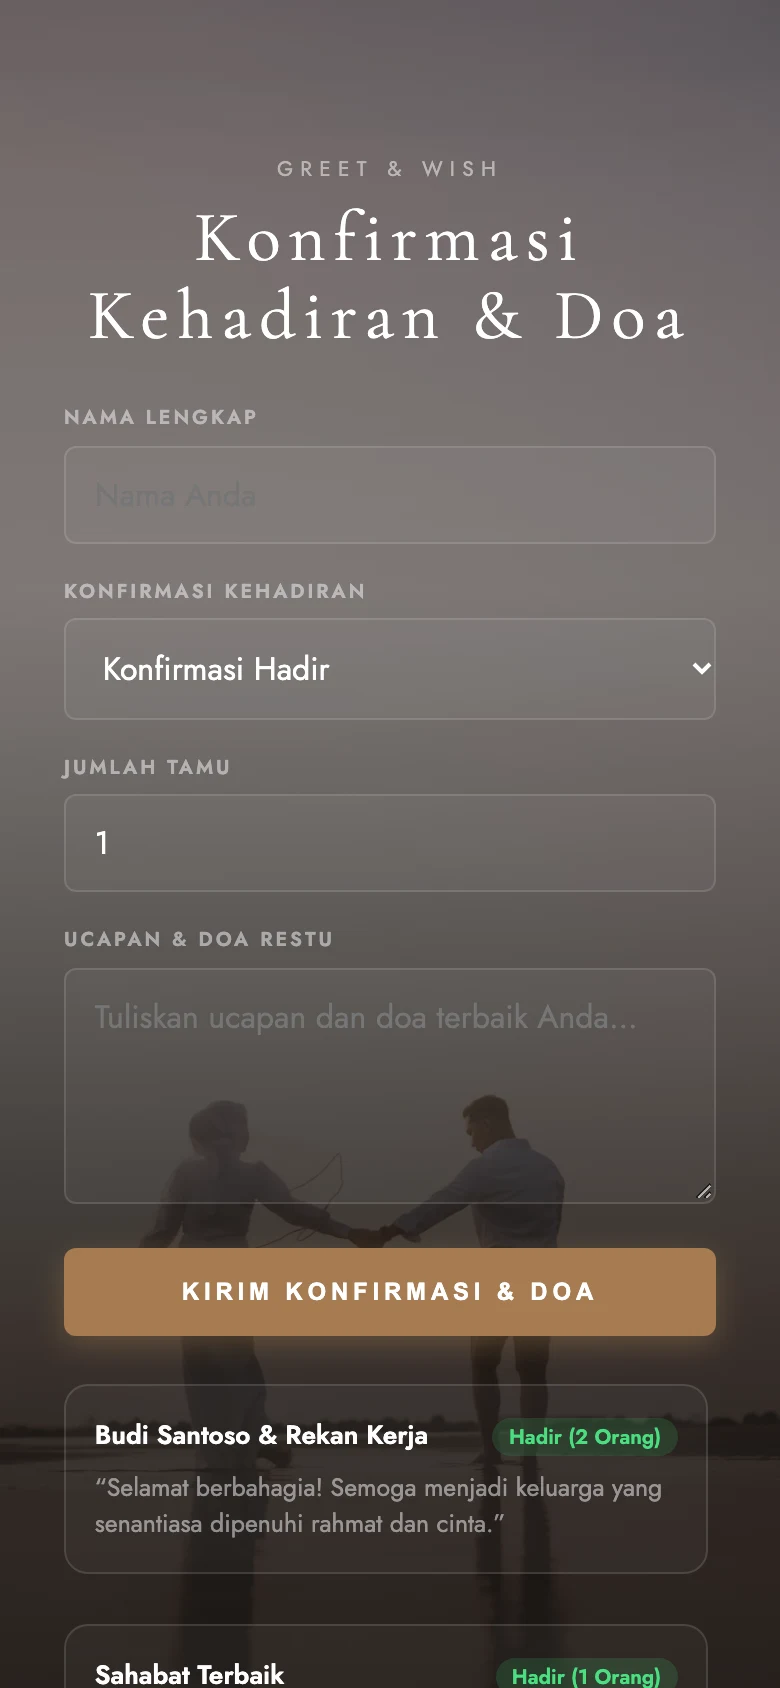 GREET & WISH
Konfirmasi
Kehadiran & Doa
NAMA LENGKAP
Nama Anda
KONFIRMASI KEHADIRAN
Konfirmasi Hadir
JUMLAH TAMU
1
UCAPAN & DOA RESTU
Tuliskan ucapan dan doa terbaik Anda...
KIRIM KONFIRMASI & DOA
Budi Santoso & Rekan Kerja
Hadir (2 Orang)
“Selamat berbahagia! Semoga menjadi keluarga yang
senantiasa dipenuhi rahmat dan cinta.”
Sahabat Terbaik
Hadir (1 Orang)